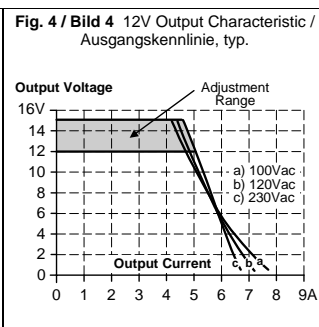 Fig. 4 / Bild 4 12V Output Characteristic /
Ausgangskennlinie, typ.
Output Voltage
Adjustment
Range
16V
14
12
10
8
6
4
2
0
a) 100Vac
b) 120Vac
c) 230Vac
Output Current
c b a
0 1 2 3 4 5 6 7 8 9A